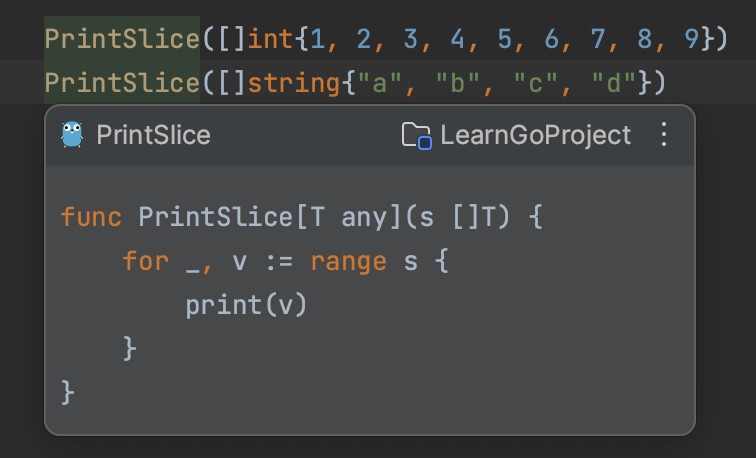 PrintSlice([]int{1, 2, 3, 4, 5, 6, 7, 8, 9})
PrintSlice([]string{"a", "b", "c", "d"})
PrintSlice LearnGoProject
func PrintSlice[T any](s []T) {
    for _, v := range s {
        print(v)
    }
}